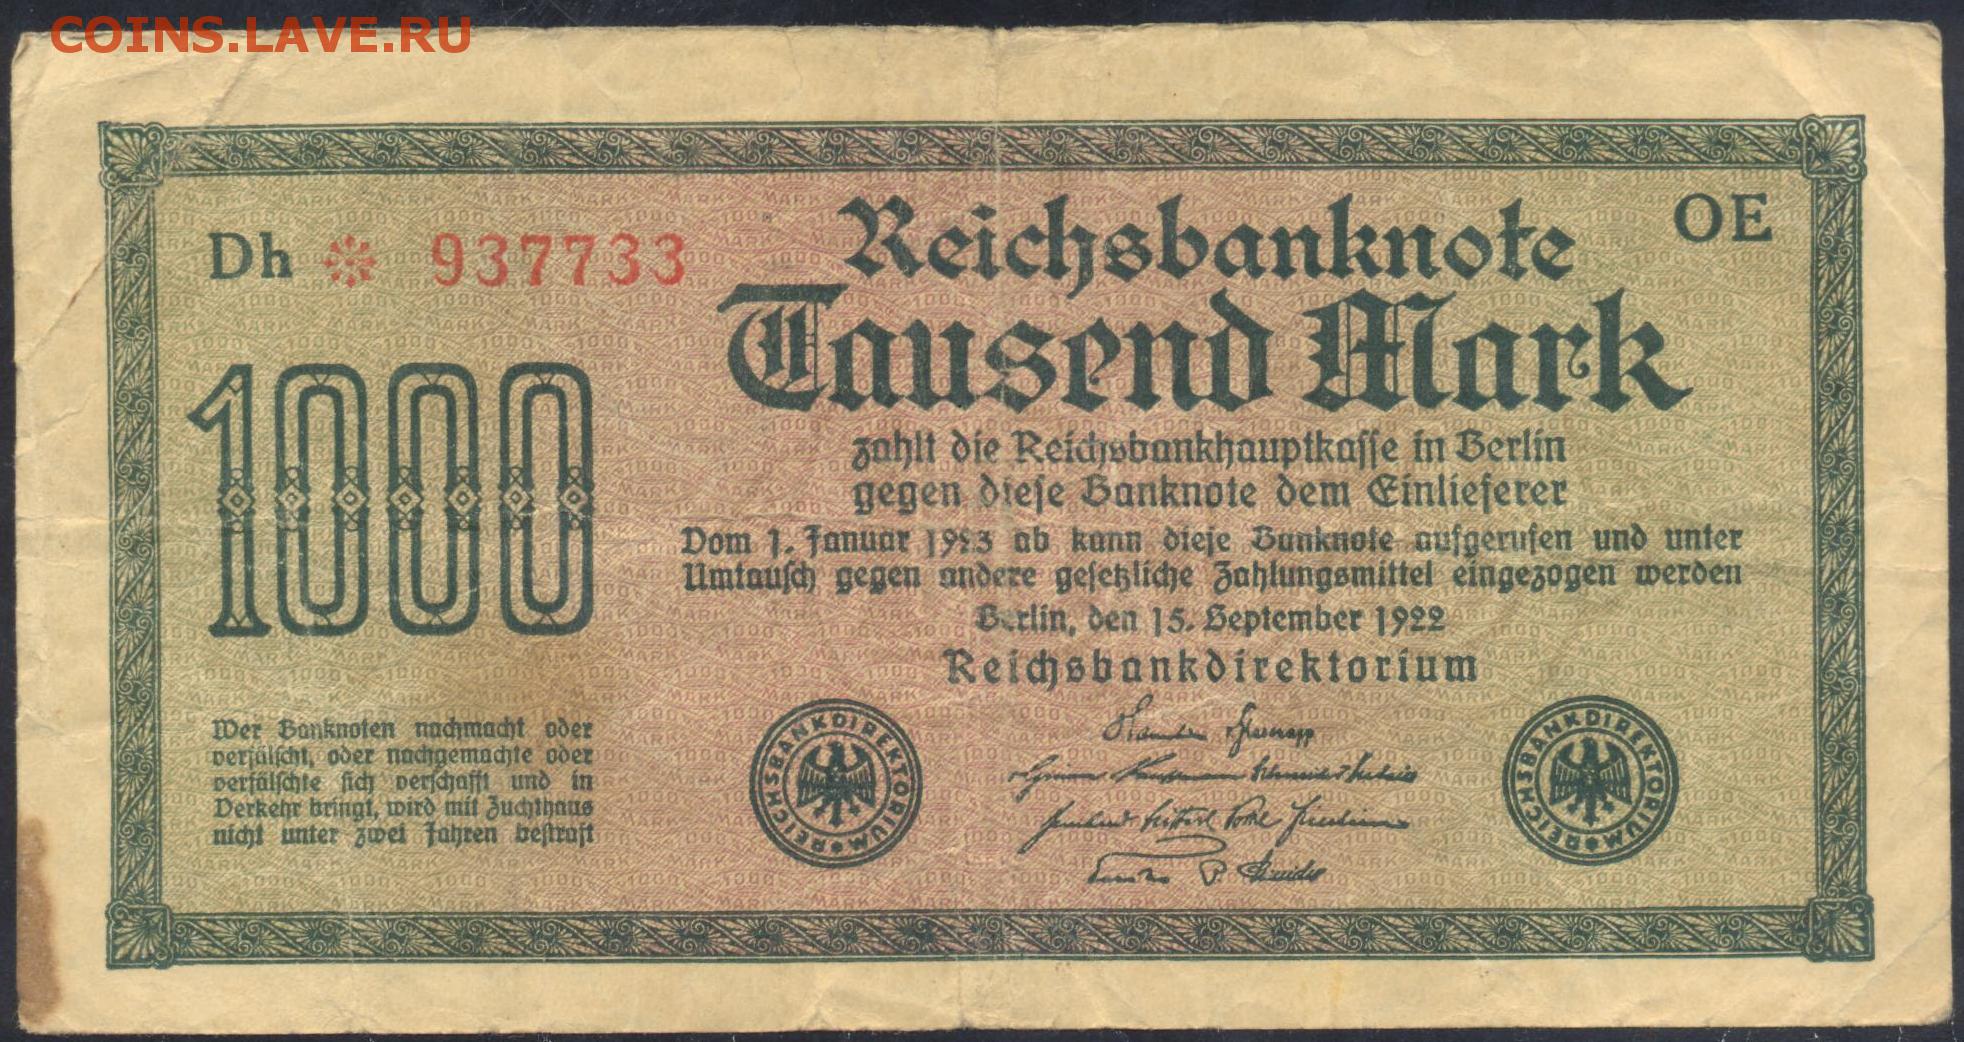 COINS.LAVE.RU
Dh * 937733
Reichsbanknote
OE
Tausend Mark
1000
zahlt die Reichsbankhauptkasse in Berlin
gegen diese Banknote dem Einlieferer
Vom 1. Januar 1923 ab kann diese Banknote aufgerufen und unter
Umtausch gegen andere gesetzliche Zahlungsmittel eingezogen werden
Berlin, den 15. September 1922
Reichsbankdirektorium
Wer Banknoten nachmacht oder
verfälscht, oder nachgemachte oder
verfälschte sich verschafft und in
Verkehr bringt, wird mit Zuchthaus
nicht unter zwei Jahren bestraft
REICHSBANKDIREKTORIUM
REICHSBANKDIREKTORIUM